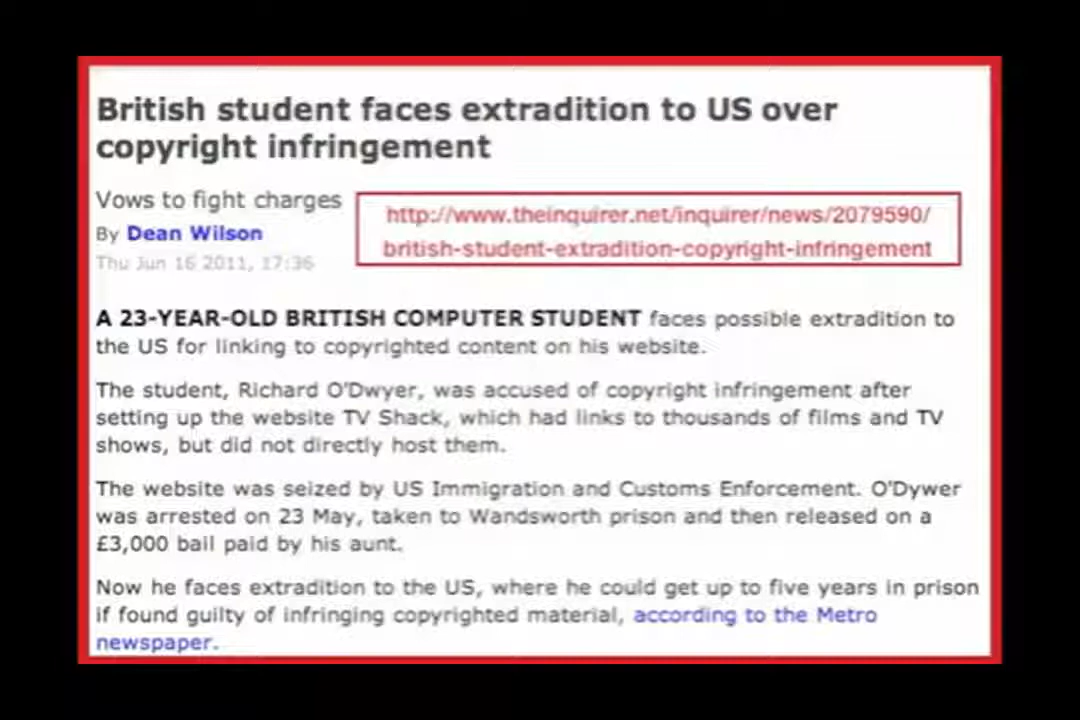 British student faces extradition to US over
copyright infringement
Vows to fight charges
By Dean Wilson
Thu Jun 16 2011, 17:36
http://www.theinquirer.net/inquirer/news/2079590/
british-student-extradition-copyright-infringement
A 23-YEAR-OLD BRITISH COMPUTER STUDENT faces possible extradition to
the US for linking to copyrighted content on his website.
The student, Richard O'Dwyer, was accused of copyright infringement after
setting up the website TV Shack, which had links to thousands of films and TV
shows, but did not directly host them.
The website was seized by US Immigration and Customs Enforcement. O'Dywer
was arrested on 23 May, taken to Wandsworth prison and then released on a
£3,000 bail paid by his aunt.
Now he faces extradition to the US, where he could get up to five years in prison
if found guilty of infringing copyrighted material, according to the Metro
newspaper.